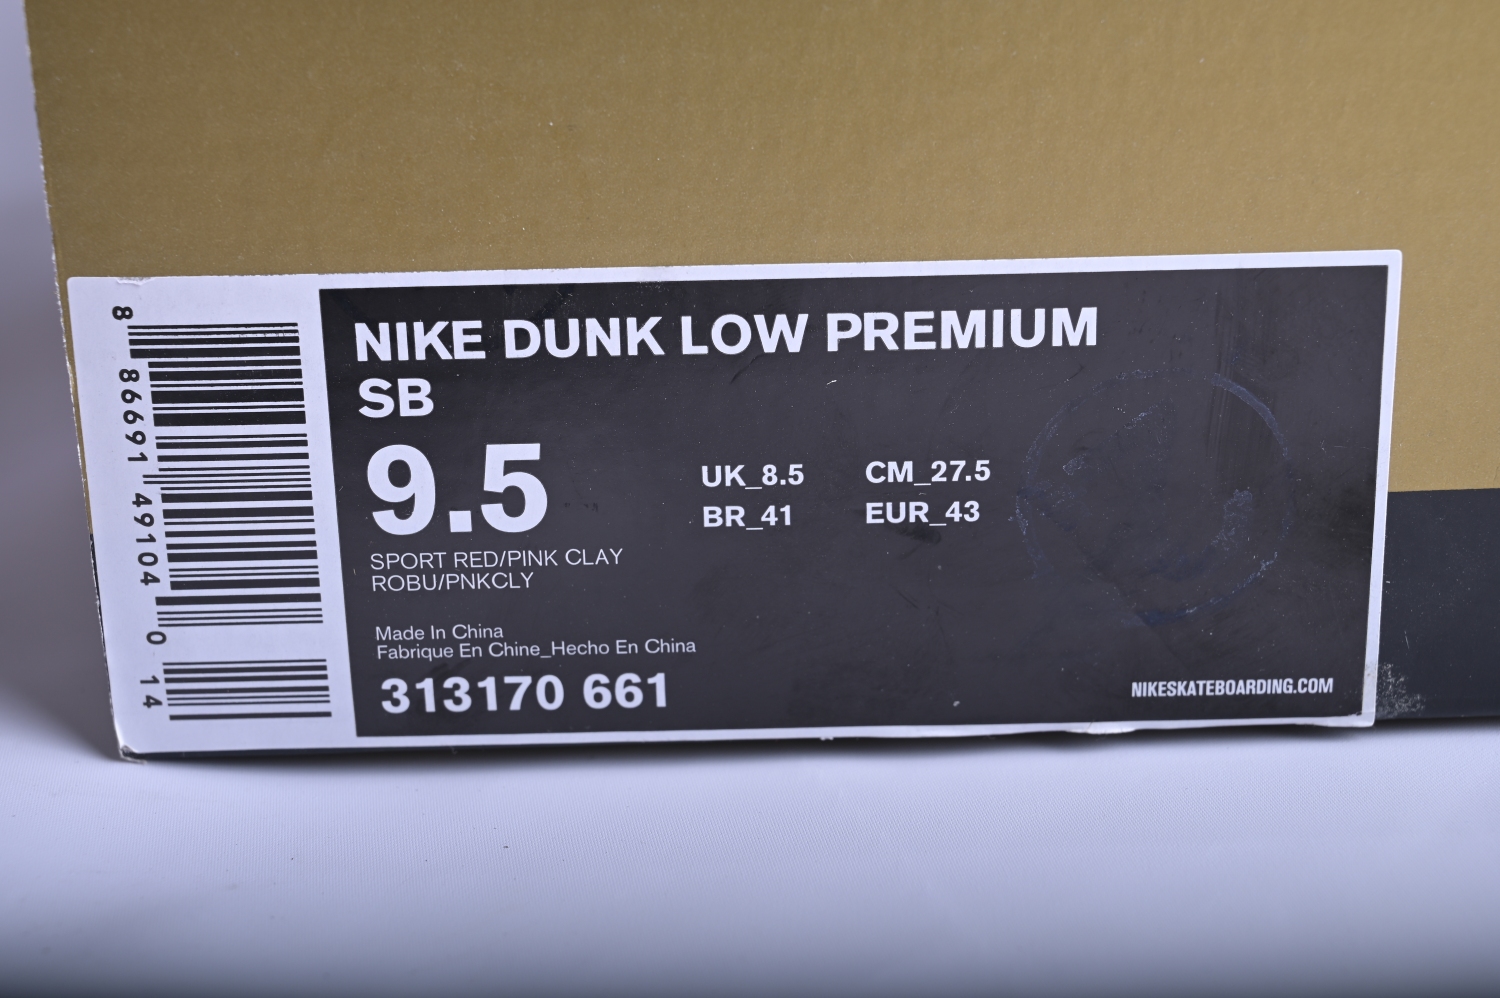 8 86691 49104 0 14
NIKE DUNK LOW PREMIUM
SB
9.5
UK_8.5 CM_27.5
BR_41 EUR_43
SPORT RED/PINK CLAY
ROBU/PNKCLY
Made In China
Fabrique En Chine_Hecho En China
313170 661
NIKESKATEBOARDING.COM